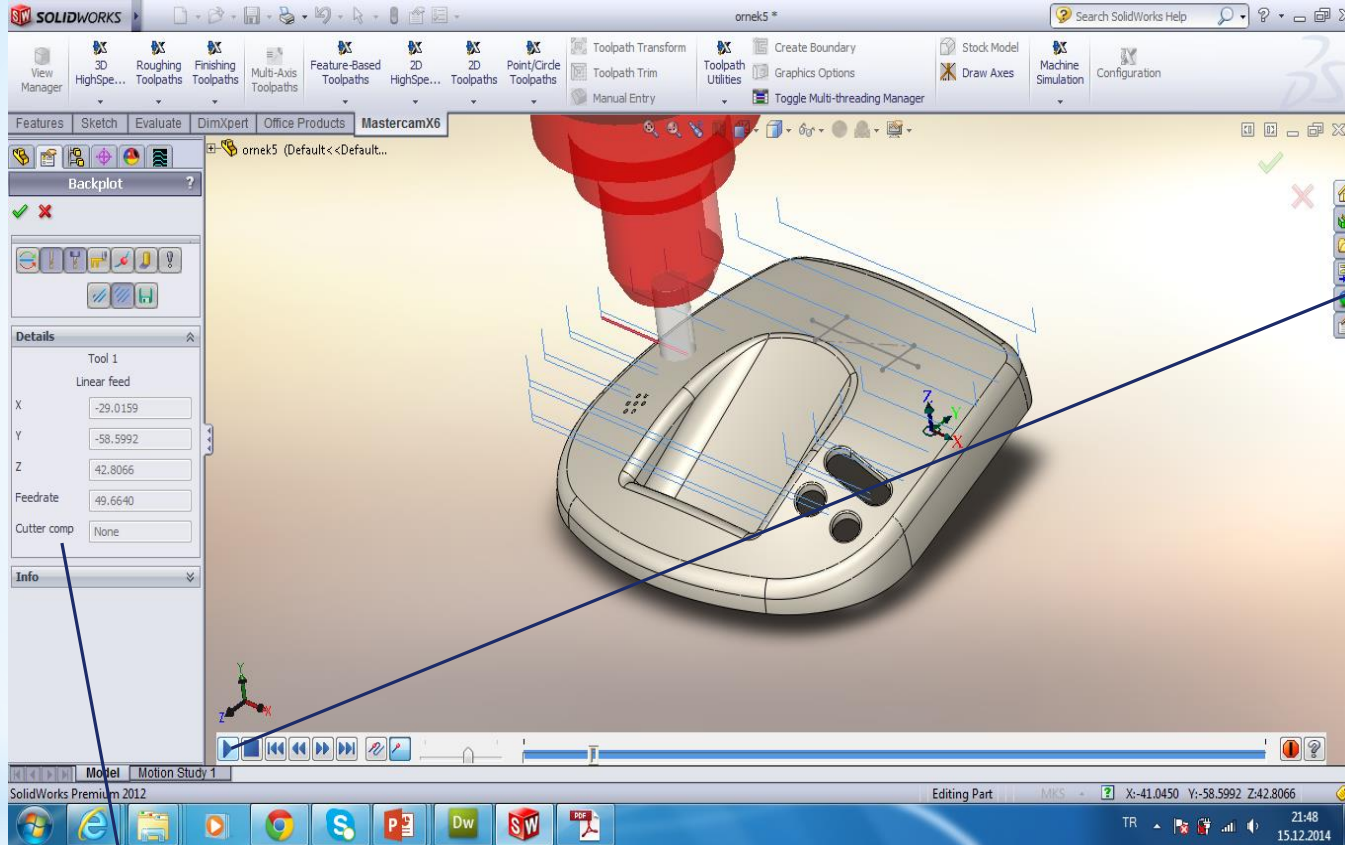 SOLIDWORKS
ornek5 *
Search SolidWorks Help
View Manager
3D HighSpe...
Roughing Toolpaths
Finishing Toolpaths
Multi-Axis Toolpaths
Feature-Based Toolpaths
2D HighSpe...
2D Toolpaths
Point/Circle Toolpaths
Toolpath Transform
Toolpath Trim
Manual Entry
Toolpath Utilities
Create Boundary
Graphics Options
Toggle Multi-threading Manager
Stock Model
Draw Axes
Machine Simulation
Configuration
Features Sketch Evaluate DimXpert Office Products MastercamX6
ornek5 (Default<<Default...
Backplot ?
Details
Tool 1
Linear feed
X -29.0159
Y -58.5992
Z 42.8066
Feedrate 49.6640
Cutter comp None
Info
Z
Y
X
Y
Z X
Model Motion Study 1
SolidWorks Premium 2012
Editing Part MKS X:-41.0450 Y:-58.5992 Z:42.8066
Dw SW PDF
TR 21:48
15.12.2014